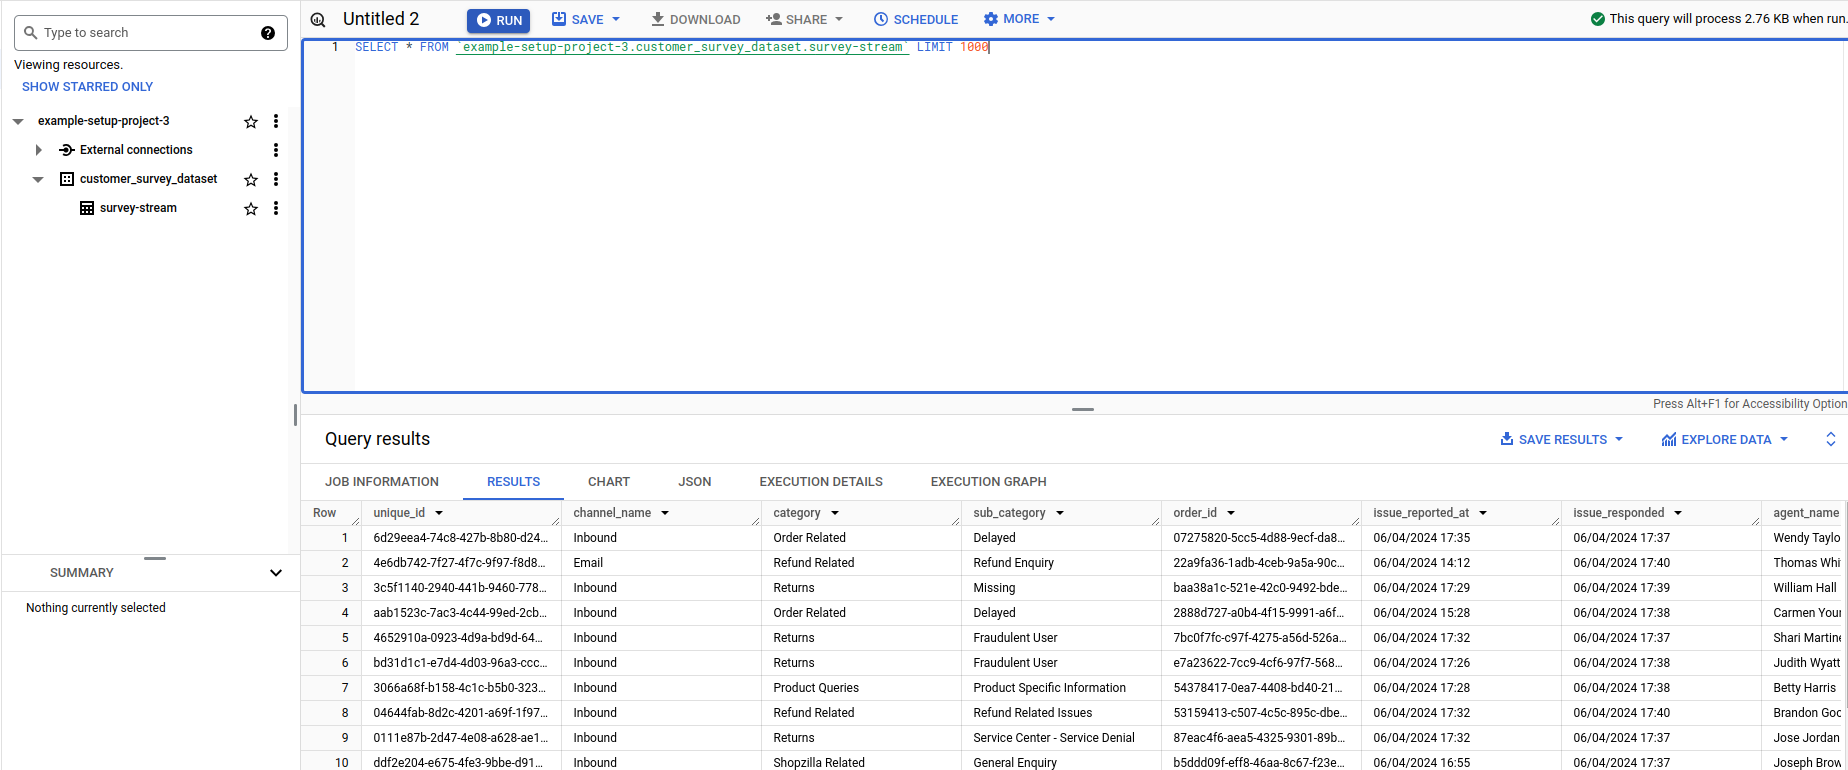 Untitled 2 RUN SAVE DOWNLOAD SHARE SCHEDULE MORE This query will process 2.76 KB when run.
Type to search ?
Viewing resources.
SHOW STARRED ONLY
example-setup-project-3
External connections
customer_survey_dataset
survey-stream
SUMMARY
Nothing currently selected
1 SELECT * FROM `example-setup-project-3.customer_survey_dataset.survey-stream` LIMIT 1000
Press Alt+F1 for Accessibility Option
Query results SAVE RESULTS EXPLORE DATA
JOB INFORMATION RESULTS CHART JSON EXECUTION DETAILS EXECUTION GRAPH
Row unique_id channel_name category sub_category order_id issue_reported_at issue_responded agent_name
1 6d29eea4-74c8-427b-8b80-d24... Inbound Order Related Delayed 07275820-5cc5-4d88-9ecf-da8... 06/04/2024 17:35 06/04/2024 17:37 Wendy Taylo
2 4e6db742-7f27-4f7c-9f97-f8d8... Email Refund Related Refund Enquiry 22a9fa36-1adb-4ceb-9a5a-90c... 06/04/2024 14:12 06/04/2024 17:40 Thomas Whi
3 3c5f1140-2940-441b-9460-778... Inbound Returns Missing baa38a1c-521e-42c0-9492-bde... 06/04/2024 17:29 06/04/2024 17:39 William Hall
4 aab1523c-7ac3-4c44-99ed-2cb... Inbound Order Related Delayed 2888d727-a0b4-4f15-9991-a6f... 06/04/2024 15:28 06/04/2024 17:38 Carmen Your
5 4652910a-0923-4d9a-bd9d-64... Inbound Returns Fraudulent User 7bc0f7fc-c97f-4275-a56d-526a... 06/04/2024 17:32 06/04/2024 17:37 Shari Martine
6 bd31d1c1-e7d4-4d03-96a3-ccc... Inbound Returns Fraudulent User e7a23622-7cc9-4cf6-97f7-568... 06/04/2024 17:26 06/04/2024 17:38 Judith Wyatt
7 3066a68f-b158-4c1c-b5b0-323... Inbound Product Queries Product Specific Information 54378417-0ea7-4408-bd40-21... 06/04/2024 17:28 06/04/2024 17:38 Betty Harris
8 04644fab-8d2c-4201-a69f-1f97... Inbound Refund Related Refund Related Issues 53159413-c507-4c5c-895c-dbe... 06/04/2024 17:32 06/04/2024 17:40 Brandon Goo
9 0111e87b-2d47-4e08-a628-ae1... Inbound Returns Service Center - Service Denial 87eac4f6-aea5-4325-9301-89b... 06/04/2024 17:32 06/04/2024 17:37 Jose Jordan
10 ddf2e204-e675-4fe3-9bbe-d91... Inbound Shopzilla Related General Enquiry b5ddd09f-eff8-46aa-8c67-f23e... 06/04/2024 16:55 06/04/2024 17:37 Joseph Brow